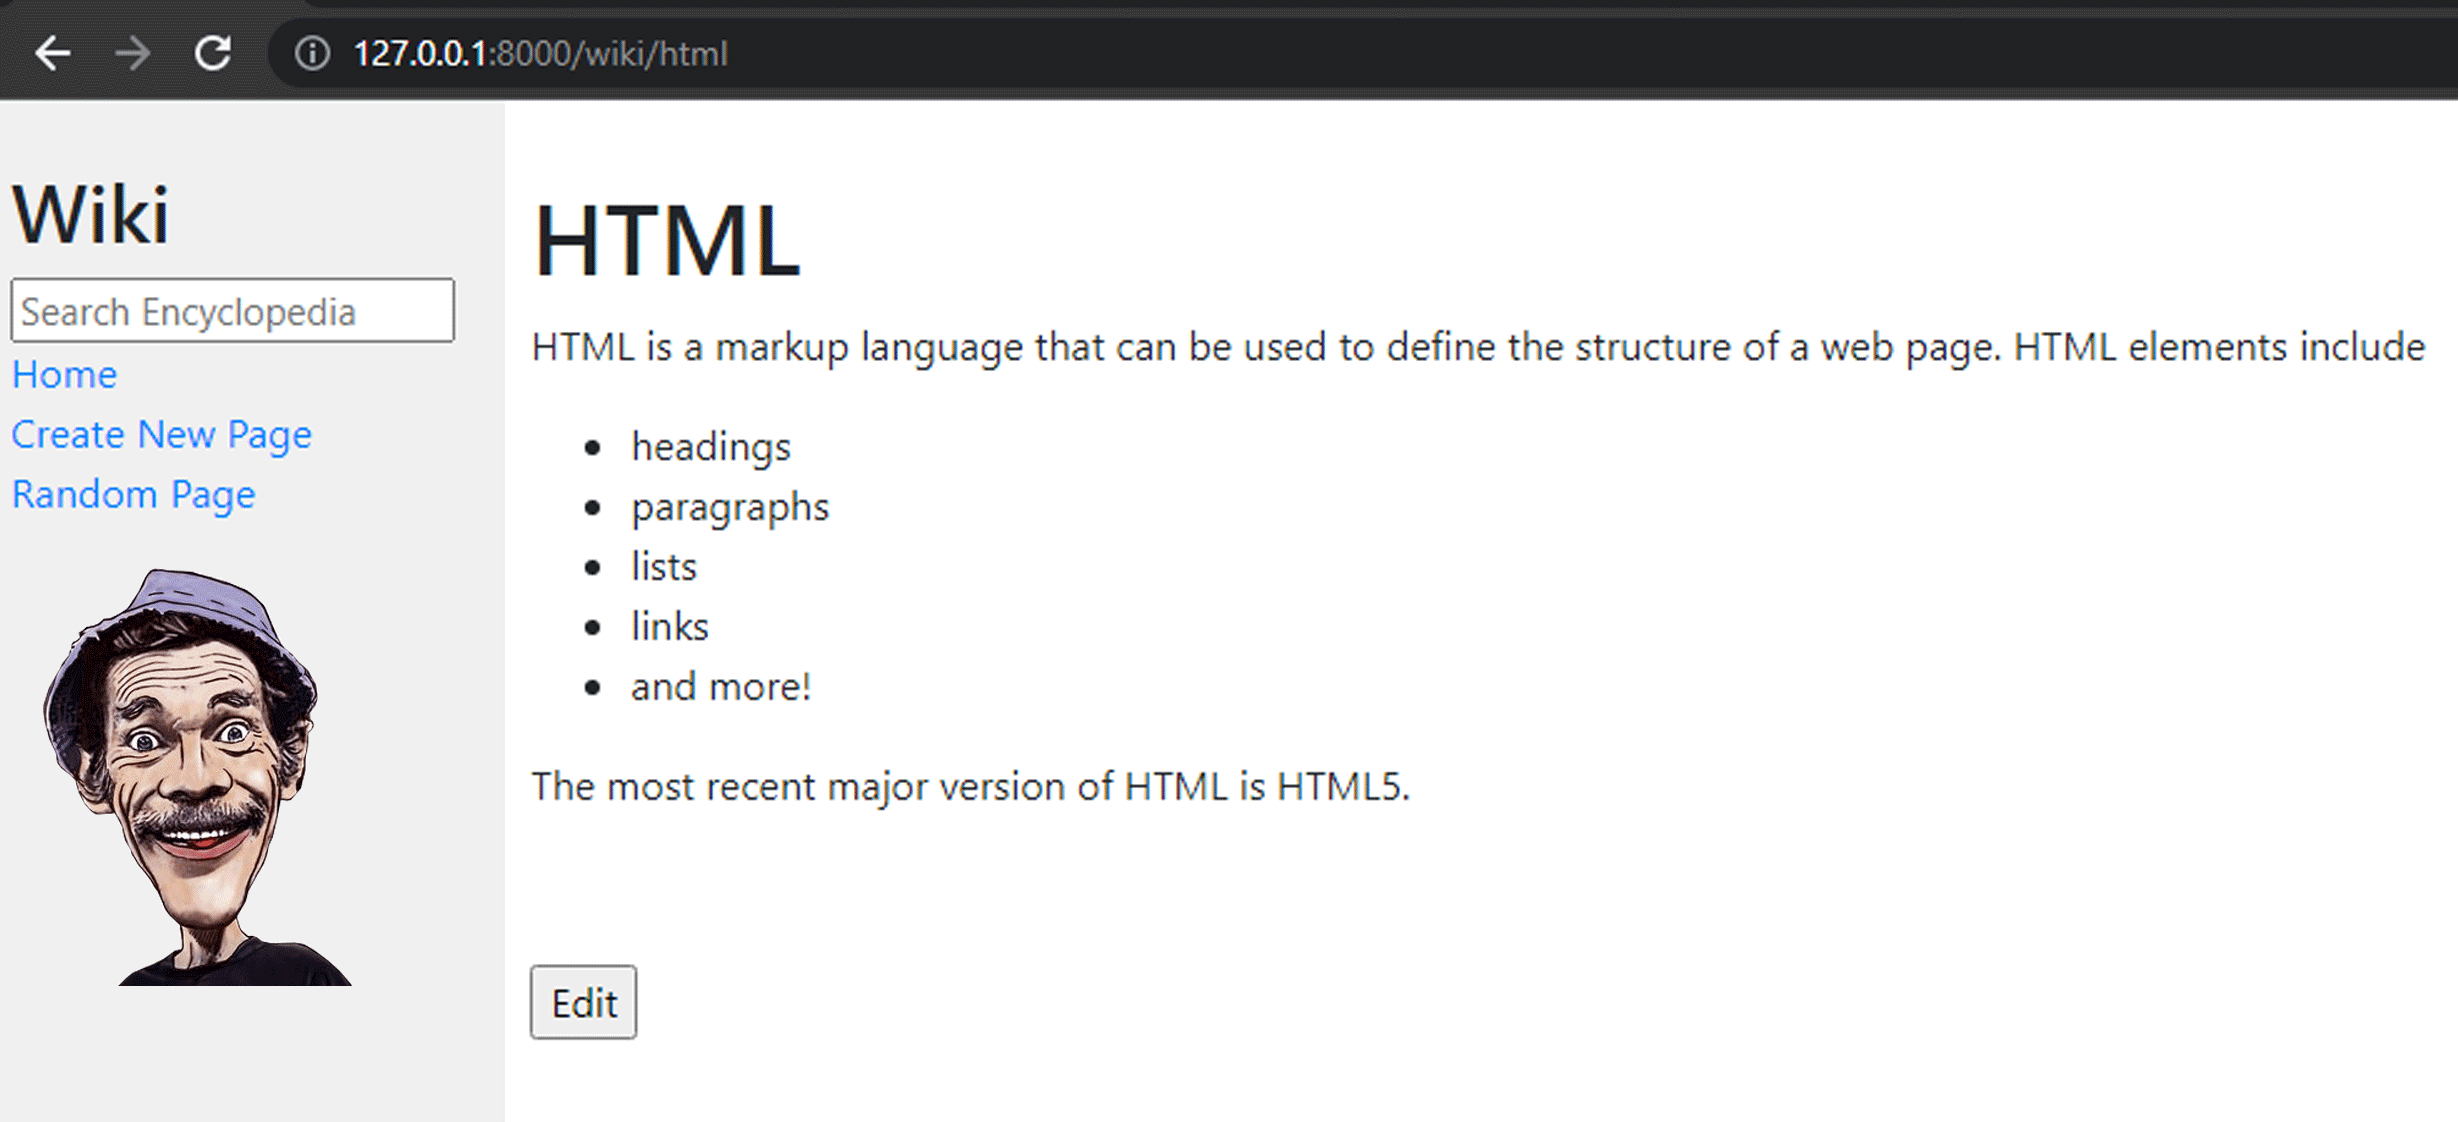 127.0.0.1:8000/wiki/html
Wiki
Search Encyclopedia
Home
Create New Page
Random Page
HTML
HTML is a markup language that can be used to define the structure of a web page. HTML elements include
headings
paragraphs
lists
links
and more!
The most recent major version of HTML is HTML5.
Edit